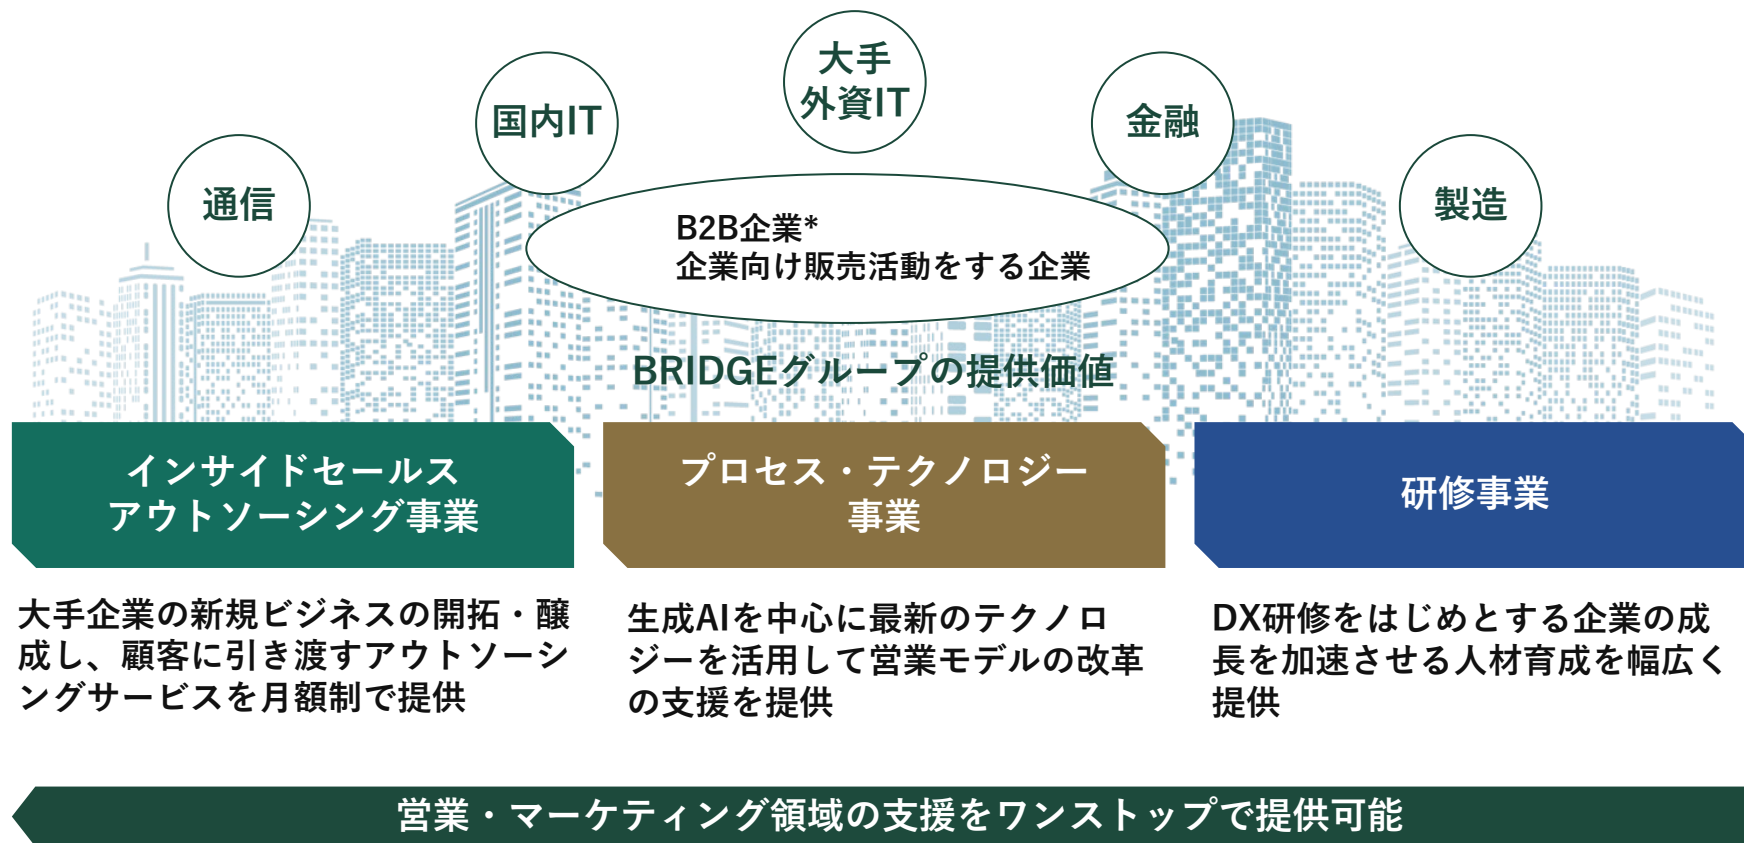 大手
外資IT
国内IT
金融
通信
製造
B2B企業*
企業向け販売活動をする企業
BRIDGEグループの提供価値
インサイドセールス
アウトソーシング事業
プロセス・テクノロジー
事業
研修事業
大手企業の新規ビジネスの開拓・醸
成し、顧客に引き渡すアウトソーシ
ングサービスを月額制で提供
生成AIを中心に最新のテクノロ
ジーを活用して営業モデルの改革
の支援を提供
DX研修をはじめとする企業の成
長を加速させる人材育成を幅広く
提供
営業・マーケティング領域の支援をワンストップで提供可能